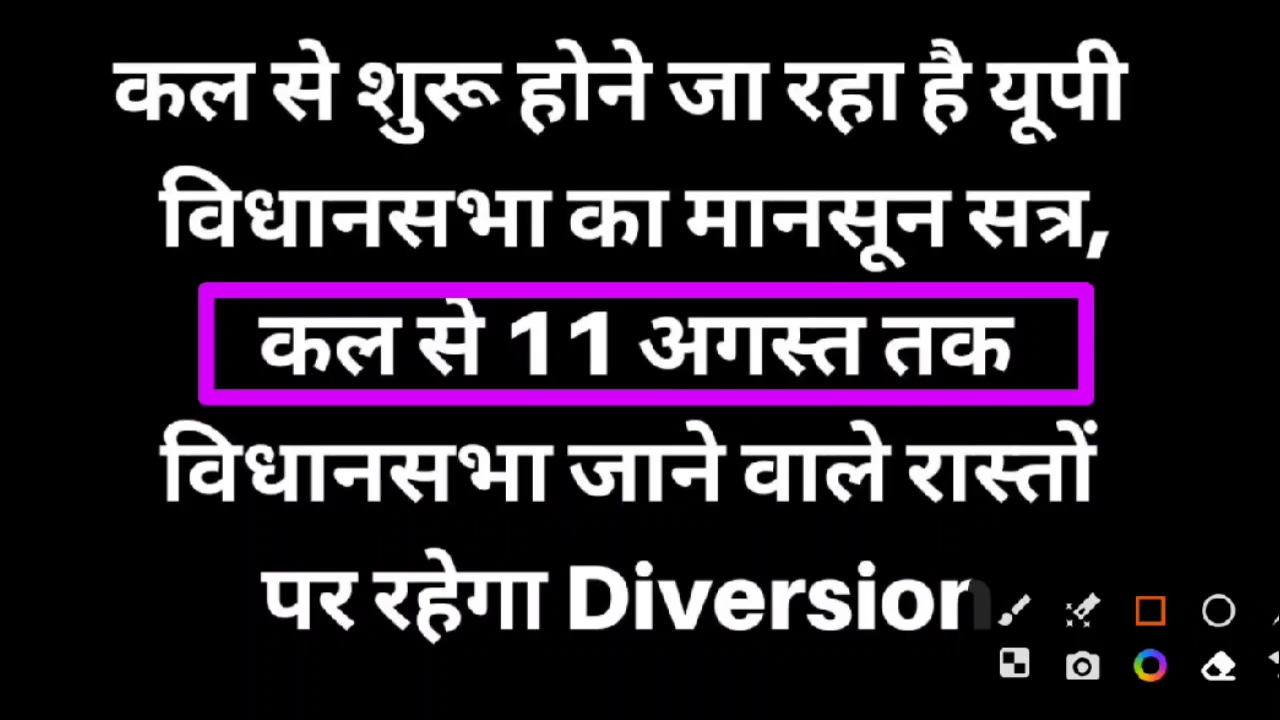 कल से शुरू होने जा रहा है यूपी
विधानसभा का मानसून सत्र,
कल से 11 अगस्त तक
विधानसभा जाने वाले रास्तों
पर रहेगा Diversion